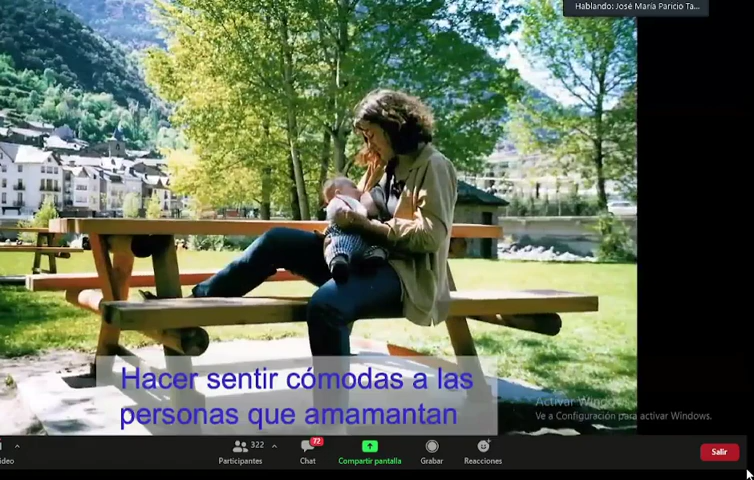 Hablando: José María Paricio Ta...
Hacer sentir cómodas a las
personas que amamantan
Activar Windows
Ve a Configuración para activar Windows.
322
72
Participantes
Chat
Compartir pantalla
Grabar
Reacciones
Salir